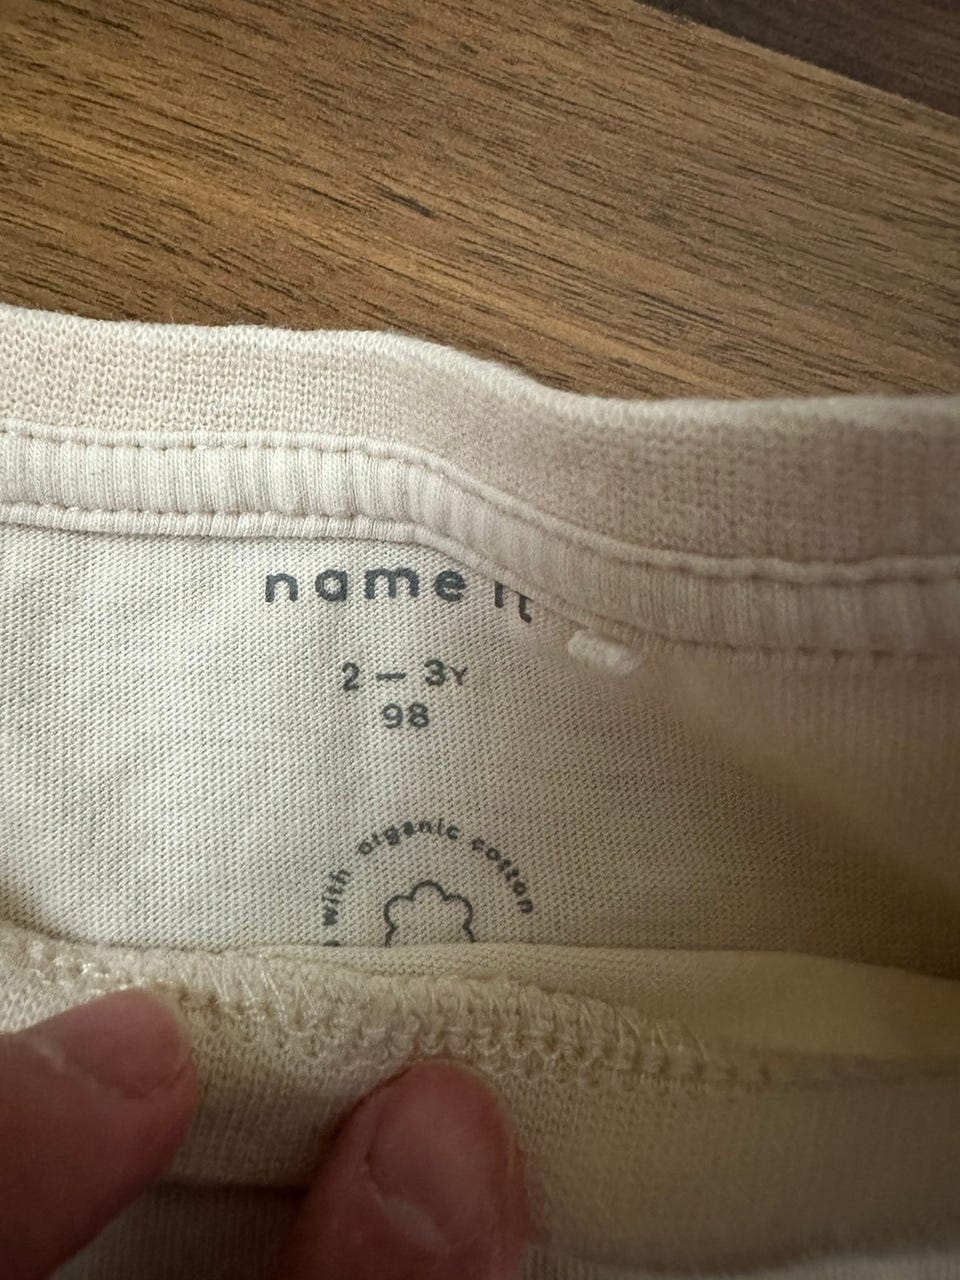 name it
2 – 3Y
98
with organic cotton